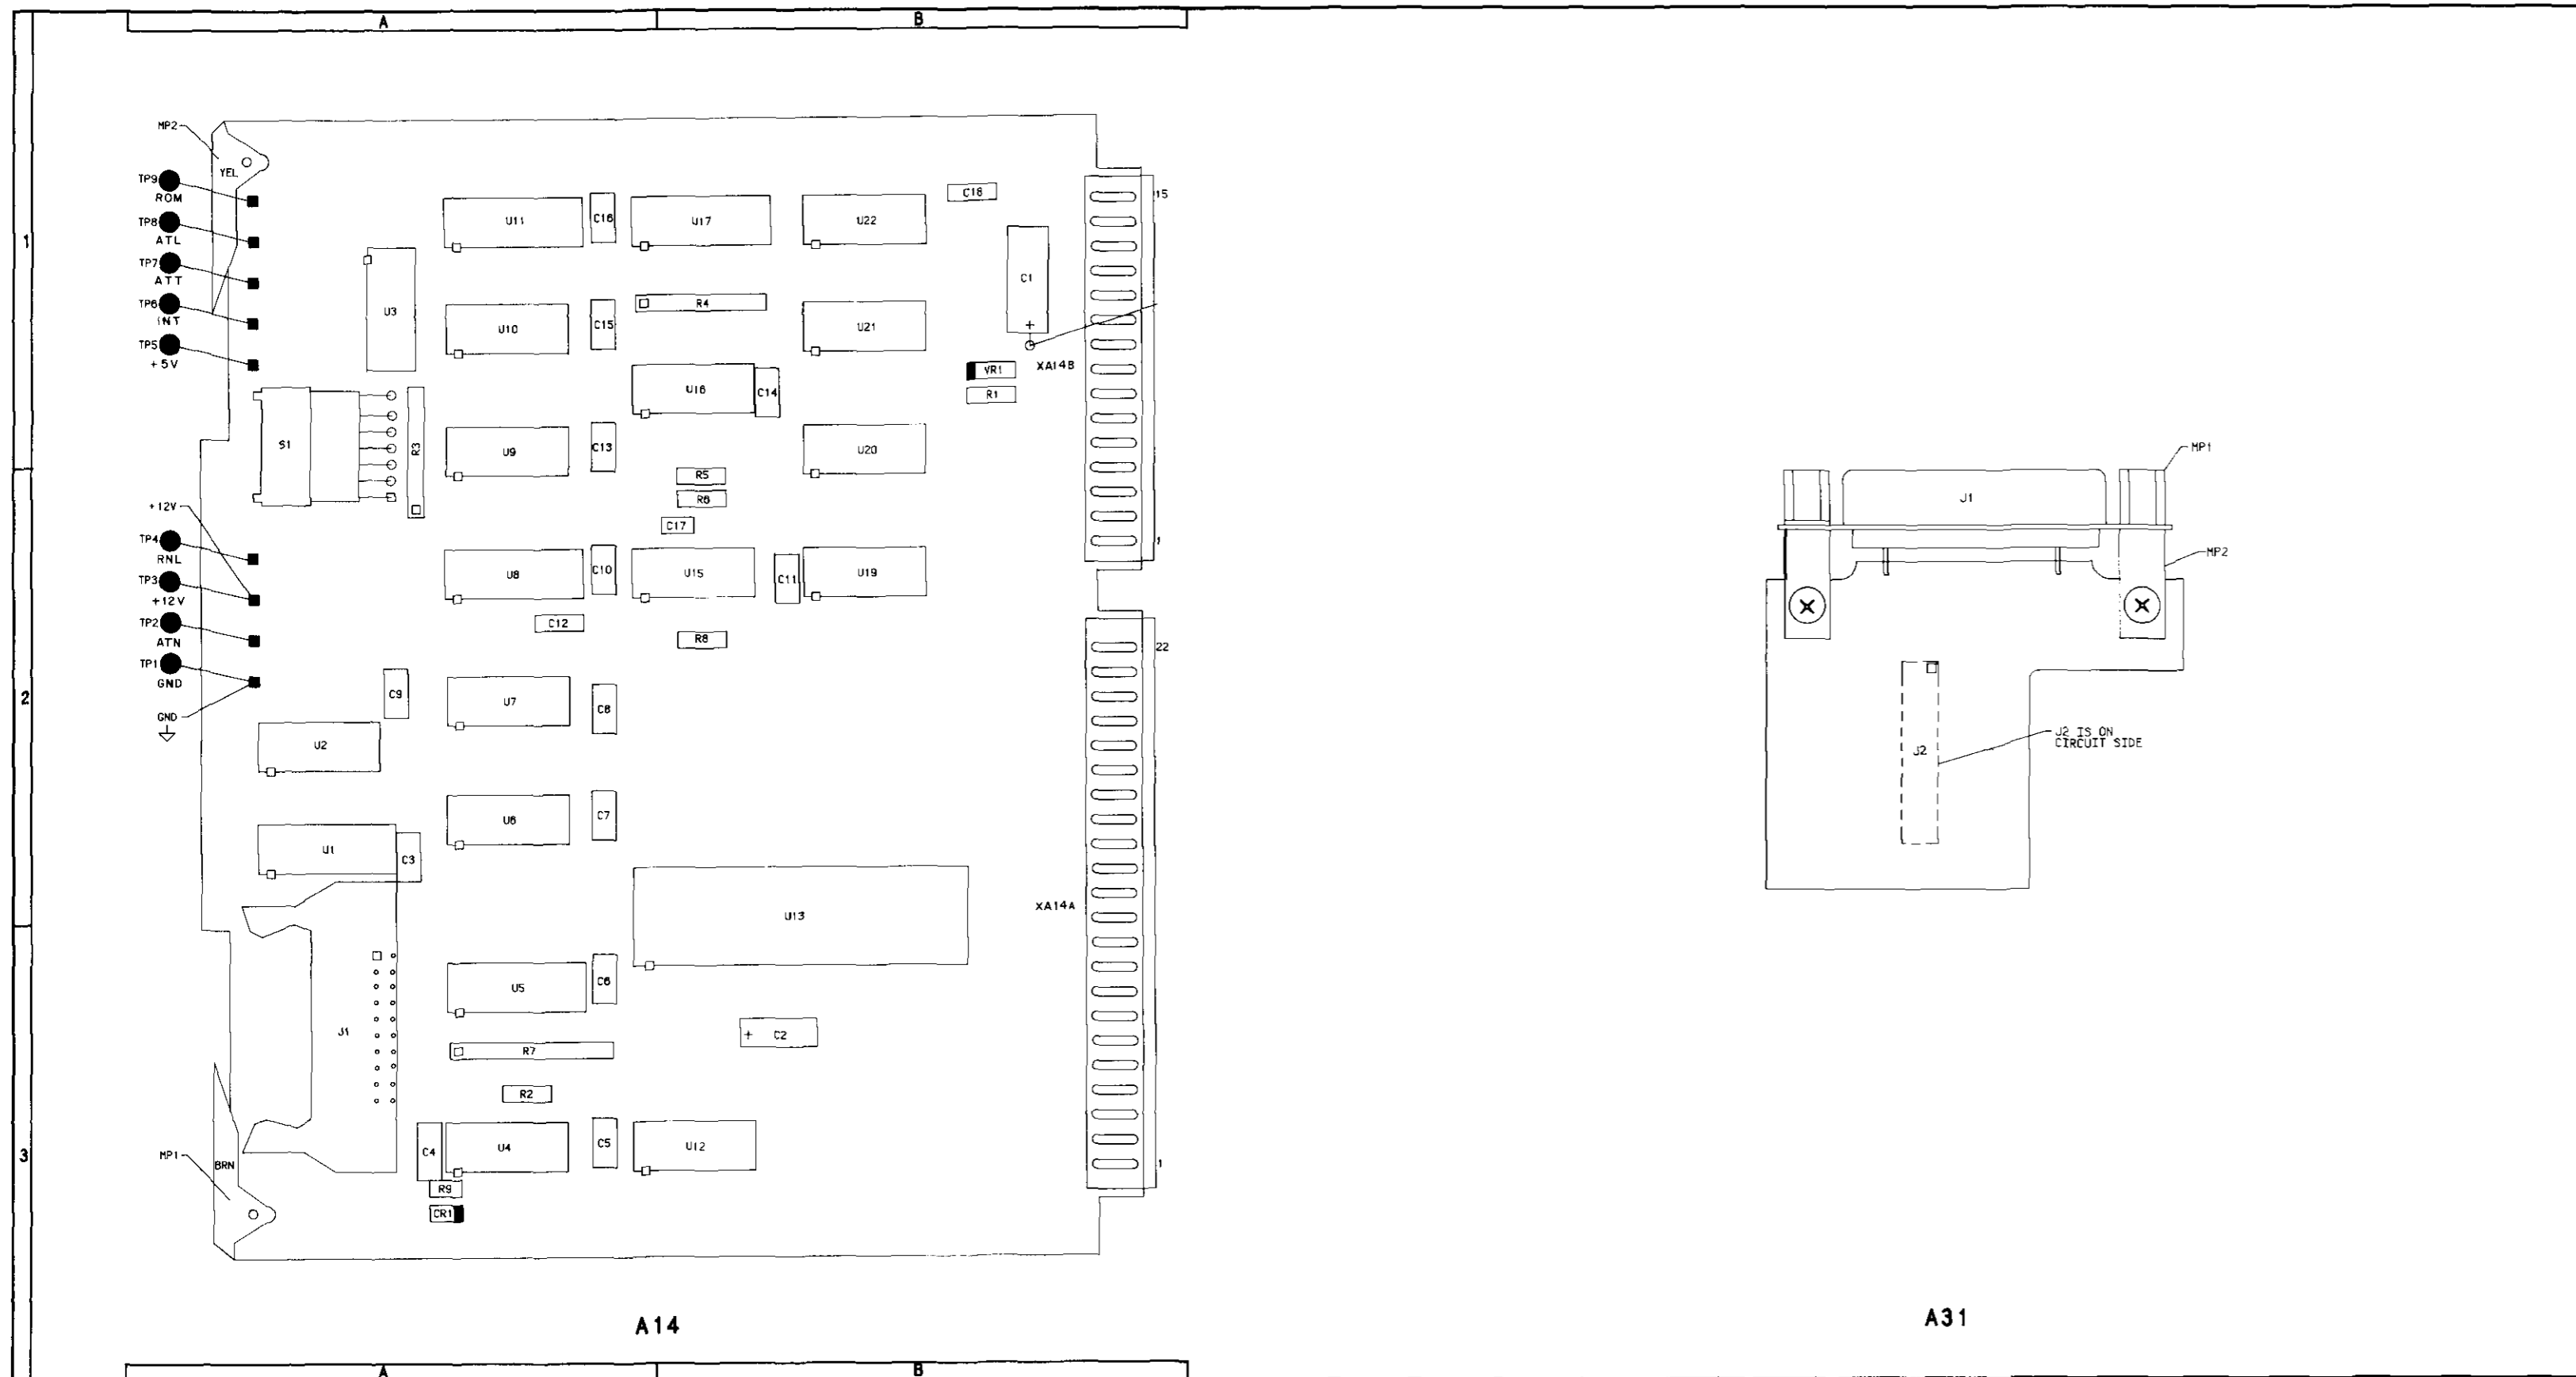 A B
MP2
YEL
TP9
ROM
TP8
ATL
TP7
ATT
TP6
INT
TP5
+5V
1
U11 C16 U17 U22 C18
15
U3
C1
+
R4
U10 C15 U21
VR1
XA14B
R1
U16 C14
S1
R3
U9 C13 U20
R5
R6
C17
+12V
TP4
RNL
TP3
+12V
TP2
ATN
TP1
GND
GND
1
U8 C10 U15 C11 U19
C12
R8
22
2
C9
U7 C8
U2
U6 C7
U1 C3
U13
XA14A
U5 C6
J1
+ C2
R7
R2
3
C4 U4 C5 U12
1
MP1
BRN
R9
CR1
A14
MP1
J1
MP2
J2
J2 IS ON
CIRCUIT SIDE
A31
A B